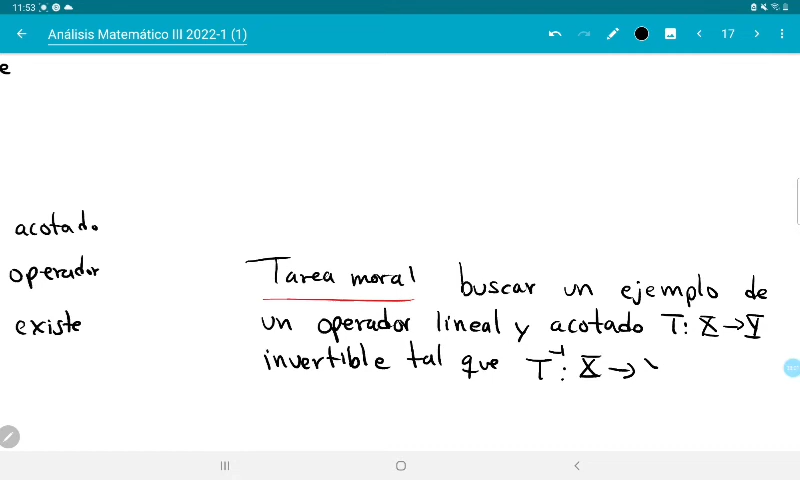 11:53
Análisis Matemático III 2022-1 (1)
17
e
acotado
operador
existe
Tarea moral buscar un ejemplo de
un operador lineal y acotado T: X → Y
invertible tal que T⁻¹: X →